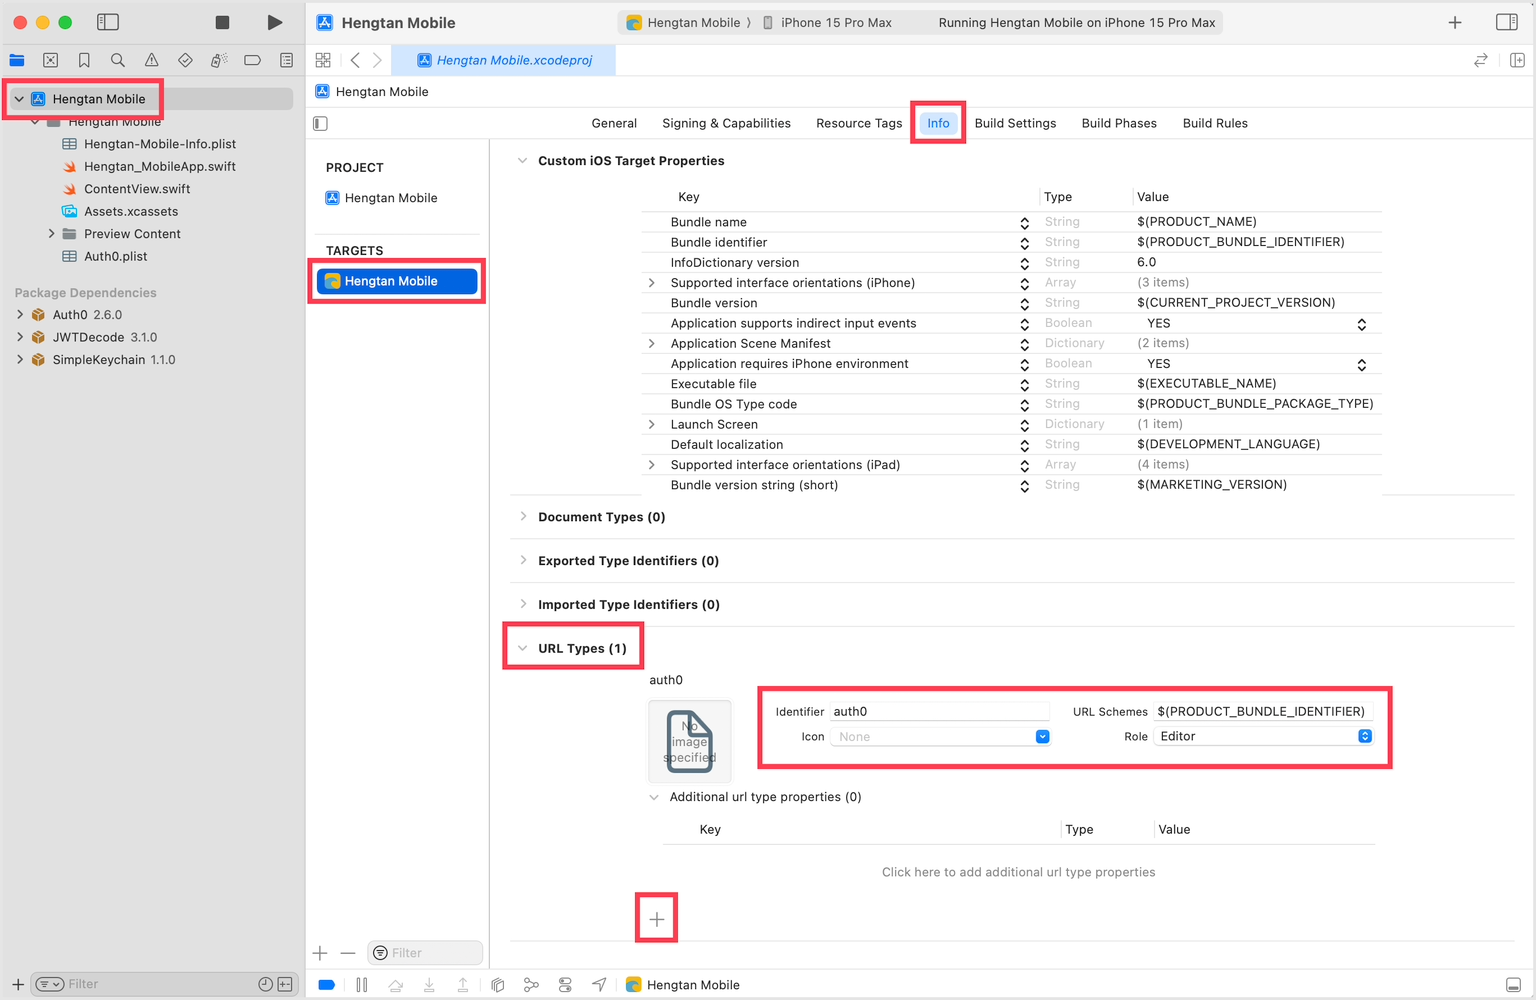 Hengtan Mobile
Hengtan Mobile
iPhone 15 Pro Max
Running Hengtan Mobile on iPhone 15 Pro Max
Hengtan Mobile.xcodeproj
Hengtan Mobile
Hengtan Mobile
Hengtan Mobile
Hengtan-Mobile-Info.plist
Hengtan_MobileApp.swift
ContentView.swift
Assets.xcassets
Preview Content
Auth0.plist
Package Dependencies
Auth0 2.6.0
JWTDecode 3.1.0
SimpleKeychain 1.1.0
Filter
General
Signing & Capabilities
Resource Tags
Info
Build Settings
Build Phases
Build Rules
PROJECT
Hengtan Mobile
TARGETS
Hengtan Mobile
Filter
Custom iOS Target Properties
Key Type Value
Bundle name String $(PRODUCT_NAME)
Bundle identifier String $(PRODUCT_BUNDLE_IDENTIFIER)
InfoDictionary version String 6.0
Supported interface orientations (iPhone) Array (3 items)
Bundle version String $(CURRENT_PROJECT_VERSION)
Application supports indirect input events Boolean YES
Application Scene Manifest Dictionary (2 items)
Application requires iPhone environment Boolean YES
Executable file String $(EXECUTABLE_NAME)
Bundle OS Type code String $(PRODUCT_BUNDLE_PACKAGE_TYPE)
Launch Screen Dictionary (1 item)
Default localization String $(DEVELOPMENT_LANGUAGE)
Supported interface orientations (iPad) Array (4 items)
Bundle version string (short) String $(MARKETING_VERSION)
Document Types (0)
Exported Type Identifiers (0)
Imported Type Identifiers (0)
URL Types (1)
auth0
No
image
specified
Identifier auth0 URL Schemes $(PRODUCT_BUNDLE_IDENTIFIER)
Icon None Role Editor
Additional url type properties (0)
Key Type Value
Click here to add additional url type properties
Hengtan Mobile